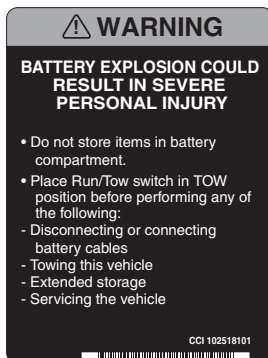 ⚠ WARNING
BATTERY EXPLOSION COULD
RESULT IN SEVERE
PERSONAL INJURY
• Do not store items in battery
compartment.
• Place Run/Tow switch in TOW
position before performing any of
the following:
- Disconnecting or connecting
battery cables
- Towing this vehicle
- Extended storage
- Servicing the vehicle
CCI 102518101